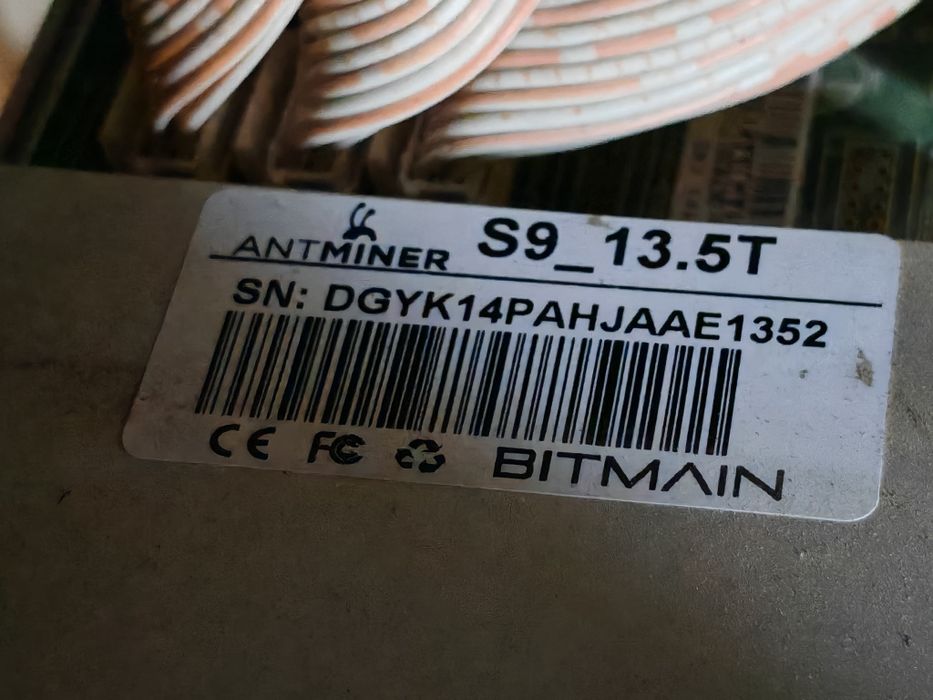 ANTMINER S9_13.5T
SN: DGYK14PAHJAAE1352
CE FC BITMAIN